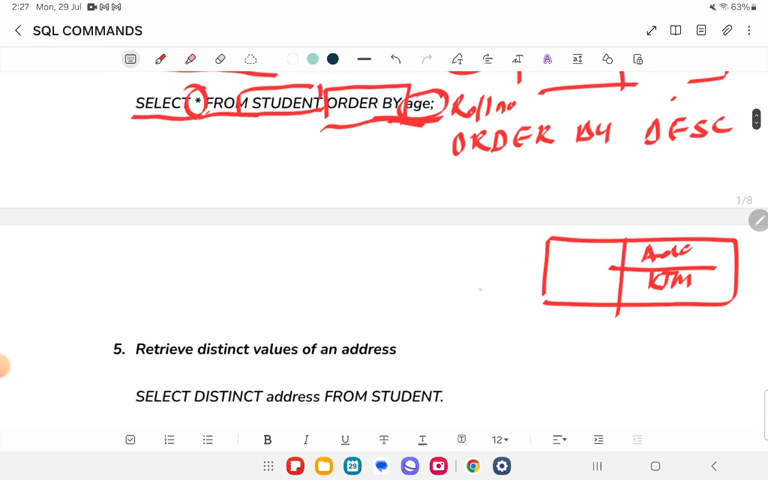 2:27 Mon, 29 Jul
63%
SQL COMMANDS
SELECT * FROM STUDENT ORDER BY age; Rollno
ORDER BY DESC
1/8
KTM
5. Retrieve distinct values of an address
SELECT DISTINCT address FROM STUDENT.
B I U T T 12
29